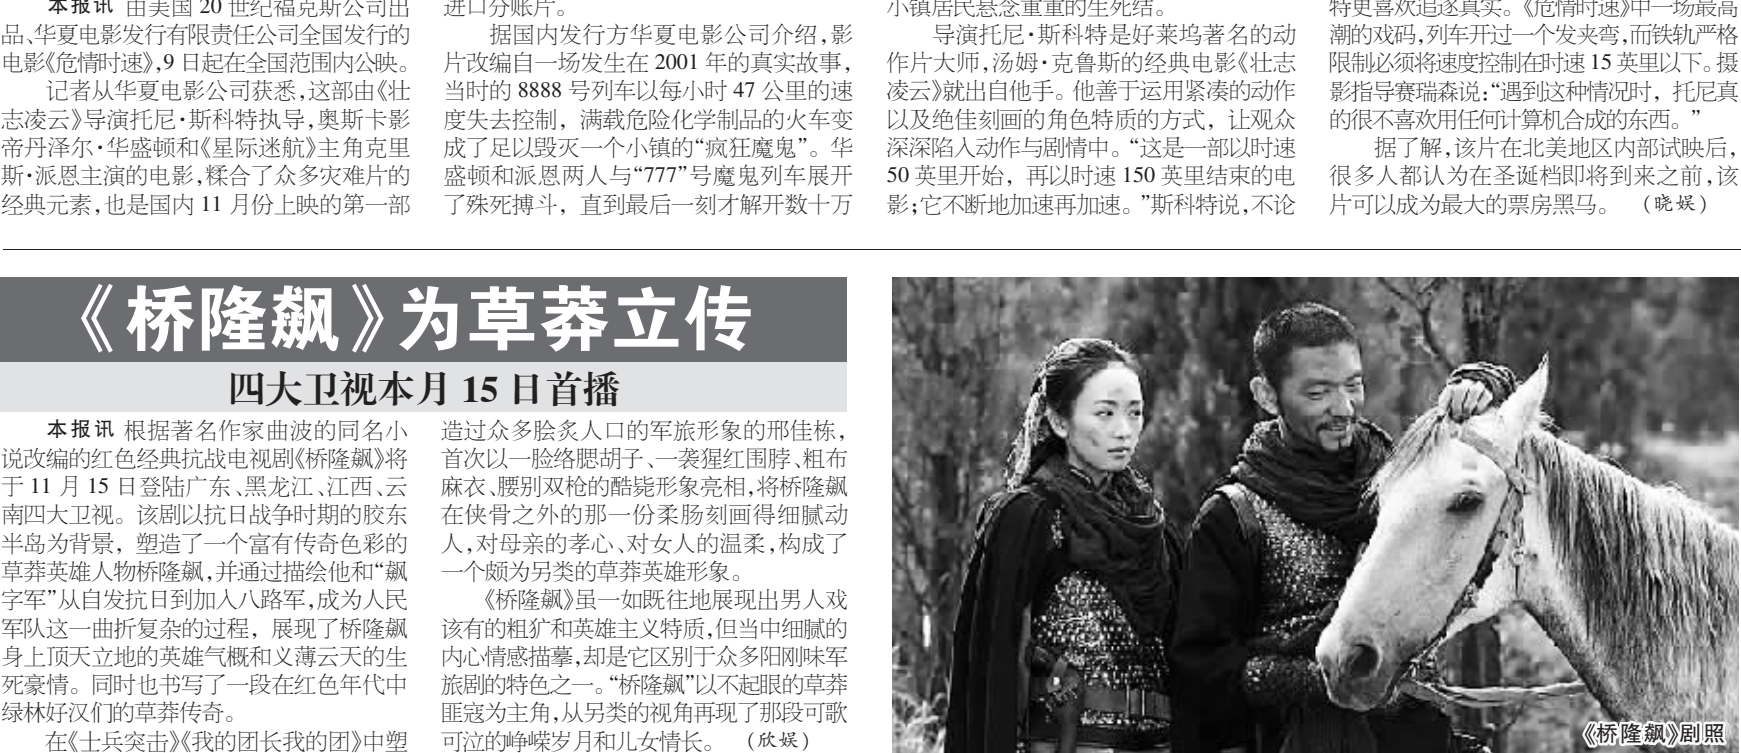 本报讯 由美国 20 世纪福克斯公司出
品、华夏电影发行有限责任公司全国发行的
电影《危情时速》,9 日起在全国范围内公映。
记者从华夏电影公司获悉,这部由《壮
志凌云》导演托尼·斯科特执导,奥斯卡影
帝丹泽尔·华盛顿和《星际迷航》主角克里
斯·派恩主演的电影,糅合了众多灾难片的
经典元素,也是国内 11 月份上映的第一部
进口分账片。
据国内发行方华夏电影公司介绍,影
片改编自一场发生在 2001 年的真实故事,
当时的 8888 号列车以每小时 47 公里的速
度失去控制，满载危险化学制品的火车变
成了足以毁灭一个小镇的“疯狂魔鬼”。华
盛顿和派恩两人与“777”号魔鬼列车展开
了殊死搏斗，直到最后一刻才解开数十万
小镇居民悬念重重的生死结。
导演托尼·斯科特是好莱坞著名的动
作片大师,汤姆·克鲁斯的经典电影《壮志
凌云》就出自他手。他善于运用紧凑的动作
以及绝佳刻画的角色特质的方式，让观众
深深陷入动作与剧情中。“这是一部以时速
50 英里开始，再以时速 150 英里结束的电
影;它不断地加速再加速。”斯科特说,不论
特更喜欢追逐真实。《危情时速》中一场最高
潮的戏码,列车开过一个发夹弯,而铁轨严格
限制必须将速度控制在时速 15 英里以下。摄
影指导赛瑞森说:“遇到这种情况时，托尼真
的很不喜欢用任何计算机合成的东西。”
据了解,该片在北美地区内部试映后,
很多人都认为在圣诞档即将到来之前,该
片可以成为最大的票房黑马。 (晓娱)
《桥隆飙》为草莽立传
四大卫视本月 15 日首播
本报讯 根据著名作家曲波的同名小
说改编的红色经典抗战电视剧《桥隆飙》将
于 11 月 15 日登陆广东、黑龙江、江西、云
南四大卫视。该剧以抗日战争时期的胶东
半岛为背景，塑造了一个富有传奇色彩的
草莽英雄人物桥隆飙,并通过描绘他和“飙
字军”从自发抗日到加入八路军,成为人民
军队这一曲折复杂的过程，展现了桥隆飙
身上顶天立地的英雄气概和义薄云天的生
死豪情。同时也书写了一段在红色年代中
绿林好汉们的草莽传奇。
在《士兵突击》《我的团长我的团》中塑
造过众多脍炙人口的军旅形象的邢佳栋,
首次以一脸络腮胡子、一袭猩红围脖、粗布
麻衣、腰别双枪的酷毙形象亮相,将桥隆飙
在侠骨之外的那一份柔肠刻画得细腻动
人,对母亲的孝心、对女人的温柔,构成了
一个颇为另类的草莽英雄形象。
《桥隆飙》虽一如既往地展现出男人戏
该有的粗犷和英雄主义特质,但当中细腻的
内心情感描摹,却是它区别于众多阳刚味军
旅剧的特色之一。“桥隆飙”以不起眼的草莽
匪寇为主角,从另类的视角再现了那段可歌
可泣的峥嵘岁月和儿女情长。 (欣娱)
《桥隆飙》剧照